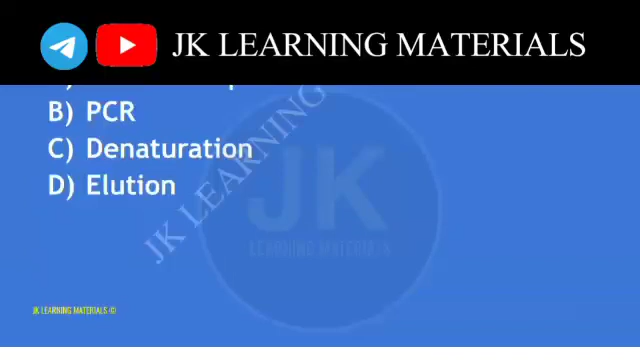 JK LEARNING MATERIALS
B) PCR
C) Denaturation
D) Elution
JK LEARNING
JK
LEARNING MATERIALS
JK LEARNING MATERIALS ©